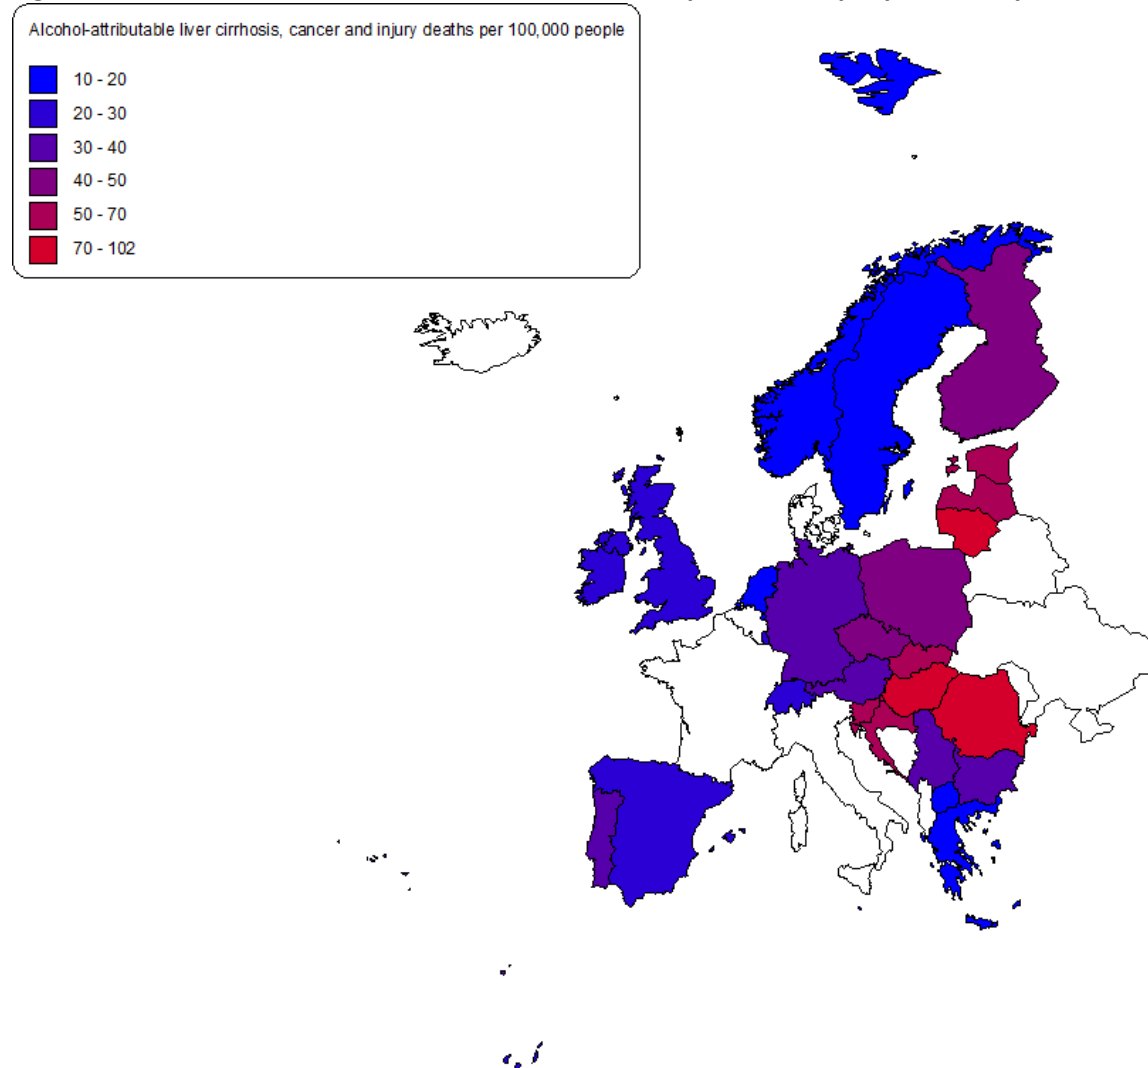 Alcohol-attributable liver cirrhosis, cancer and injury deaths per 100,000 people
10 - 20
20 - 30
30 - 40
40 - 50
50 - 70
70 - 102